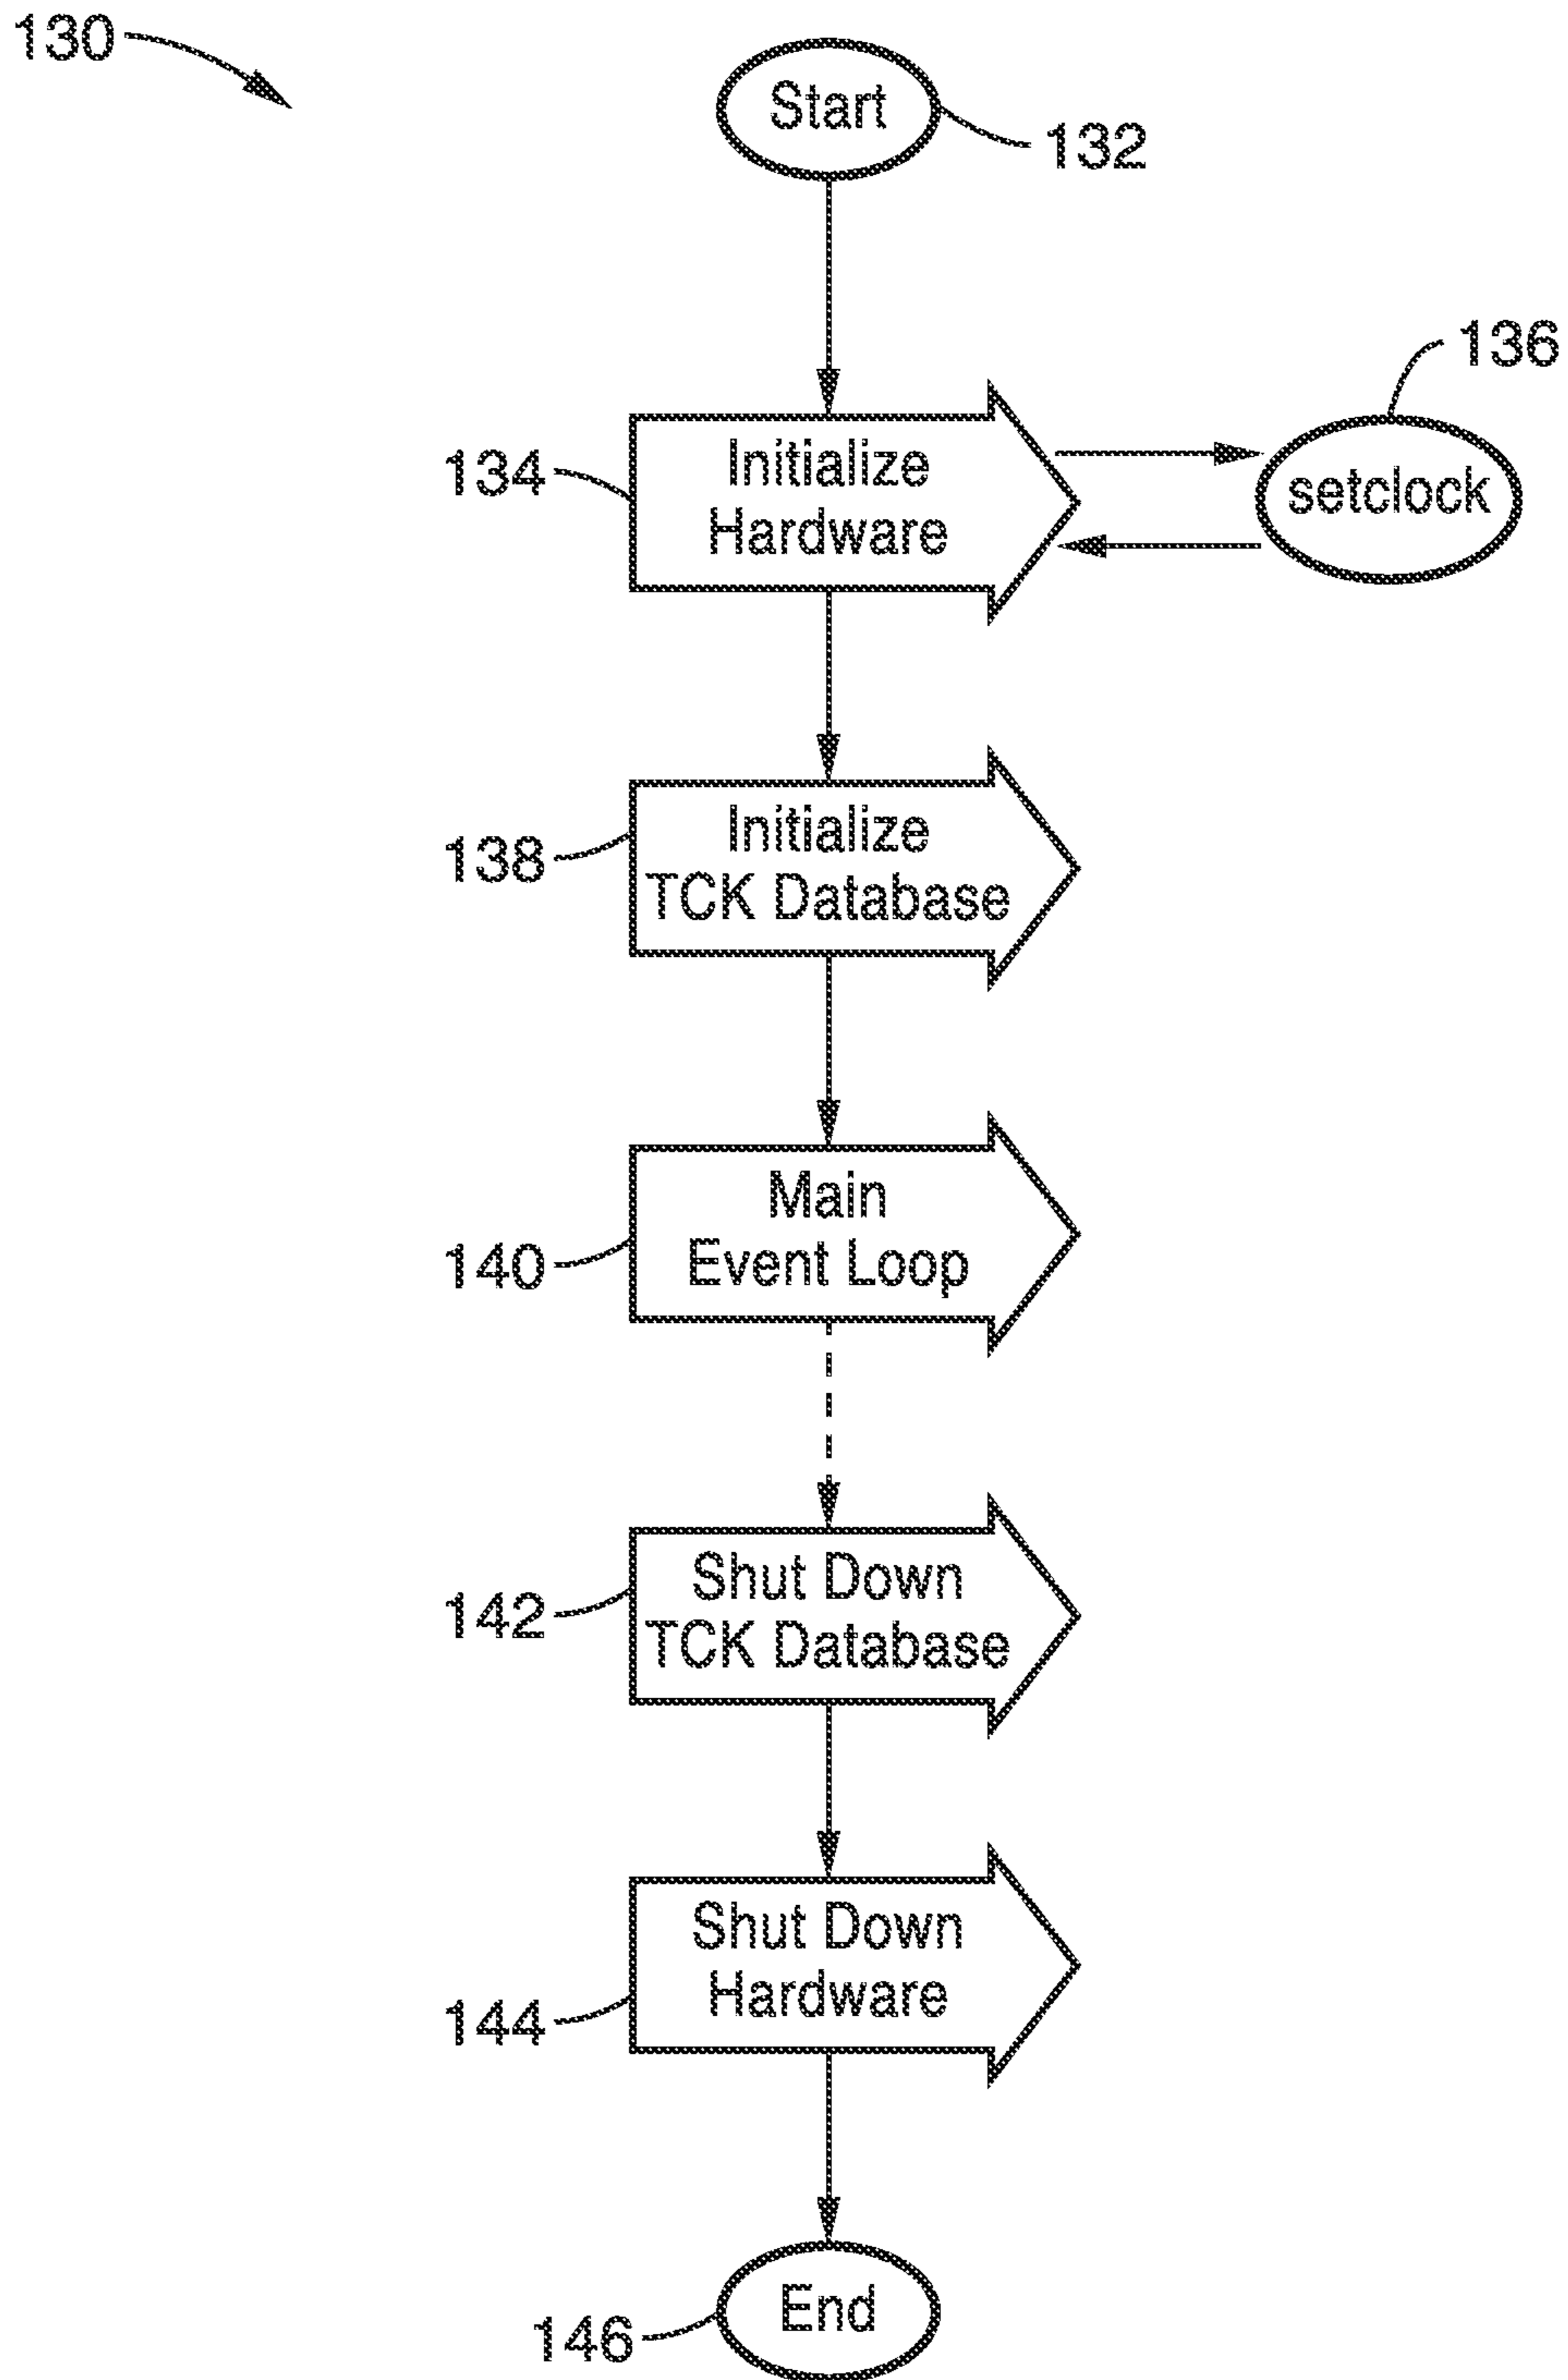 130
Start
132
136
134
Initialize
Hardware
setclock
138
Initialize
TCK Database
140
Main
Event Loop
142
Shut Down
TCK Database
144
Shut Down
Hardware
146
End